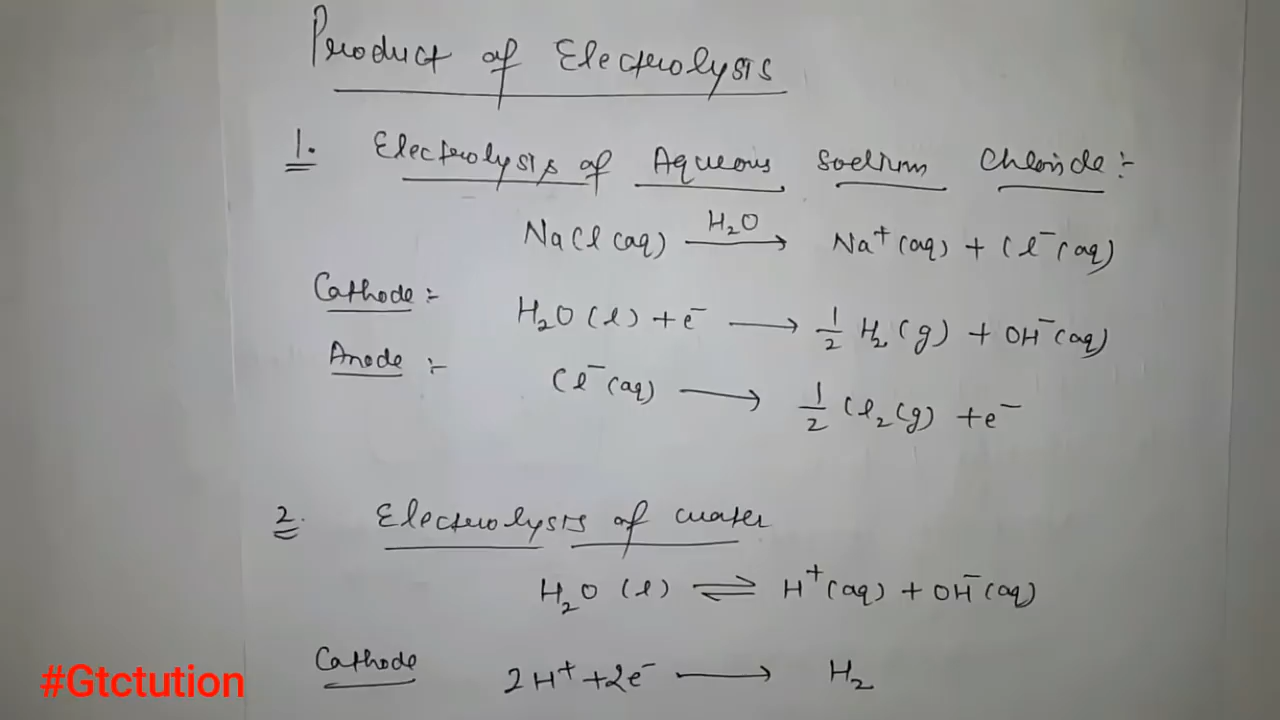 Product of Electrolysis
1. Electrolysis of Aqueous Sodium Chloride :-
NaCl (aq) H₂O → Na⁺ (aq) + Cl⁻ (aq)
Cathode :- H₂O (l) + e⁻ → 1/2 H₂ (g) + OH⁻ (aq)
Anode :- Cl⁻ (aq) → 1/2 Cl₂ (g) + e⁻
2. Electrolysis of water
H₂O (l) ⇌ H⁺ (aq) + OH⁻ (aq)
Cathode 2H⁺ + 2e⁻ → H₂
#Gtctution